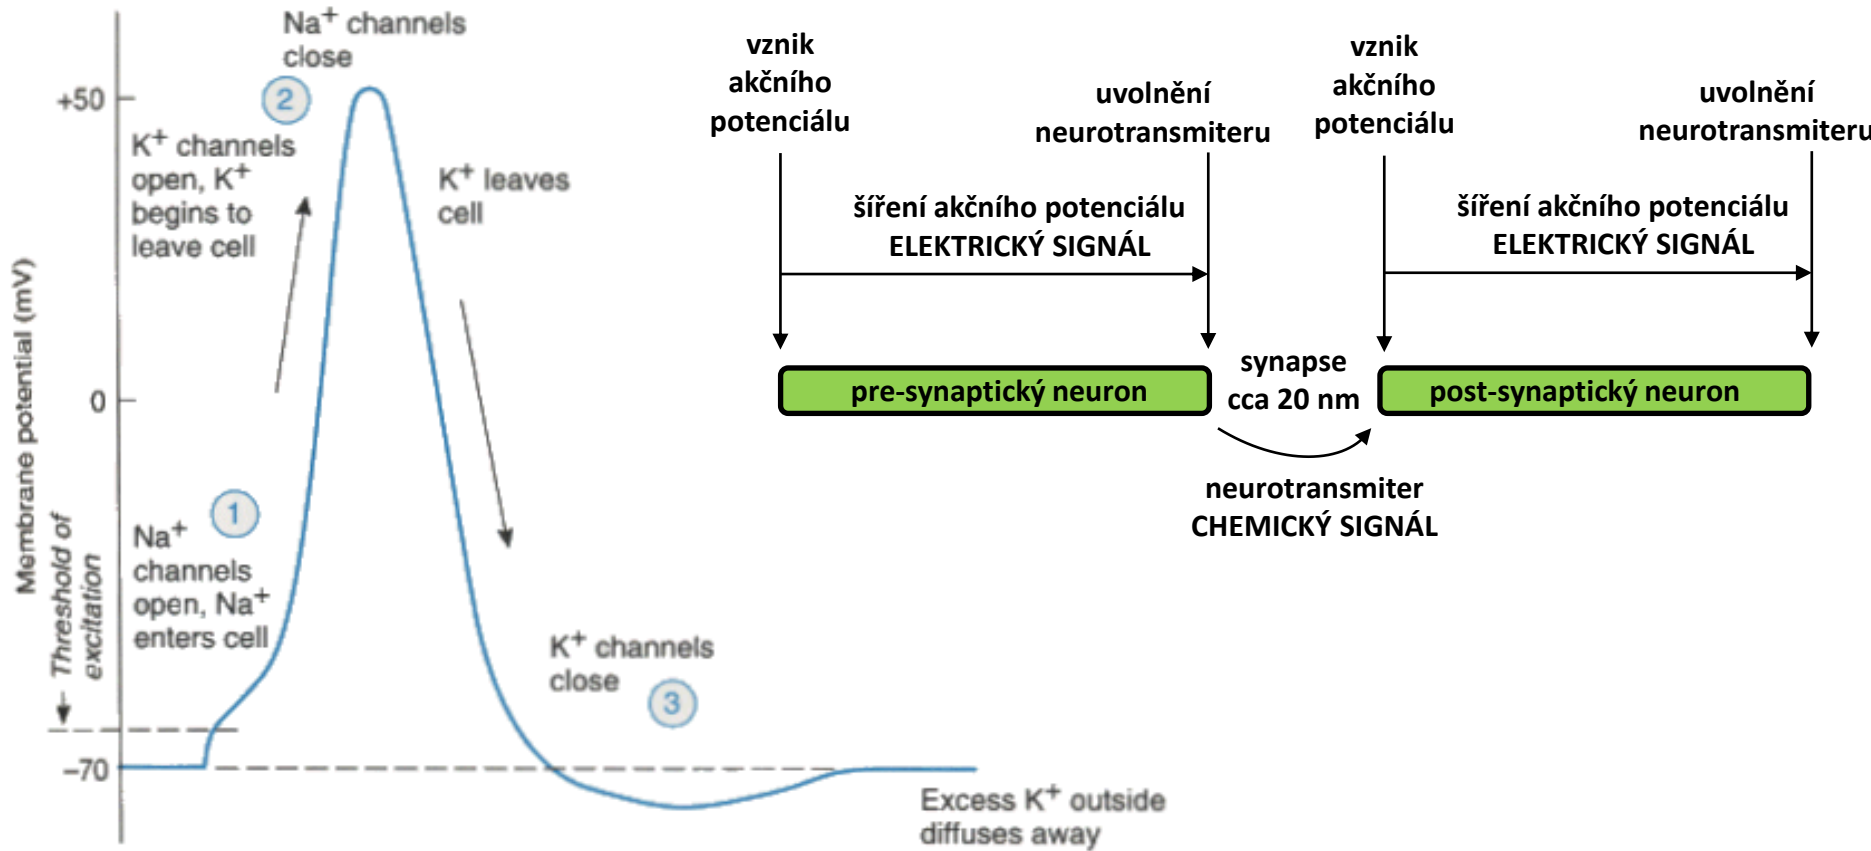 Na+ channels
close
2
+50
K+ channels
open, K+
begins to
leave cell
K+ leaves
cell
Membrane potential (mV)
0
1
Na+
channels
open, Na+
enters cell
Threshold of
excitation
K+ channels
close
3
−70
Excess K+ outside
diffuses away
vznik
akčního
potenciálu
uvolnění
neurotransmiteru
vznik
akčního
potenciálu
uvolnění
neurotransmiteru
šíření akčního potenciálu
ELEKTRICKÝ SIGNÁL
šíření akčního potenciálu
ELEKTRICKÝ SIGNÁL
pre-synaptický neuron
synapse
cca 20 nm
post-synaptický neuron
neurotransmiter
CHEMICKÝ SIGNÁL